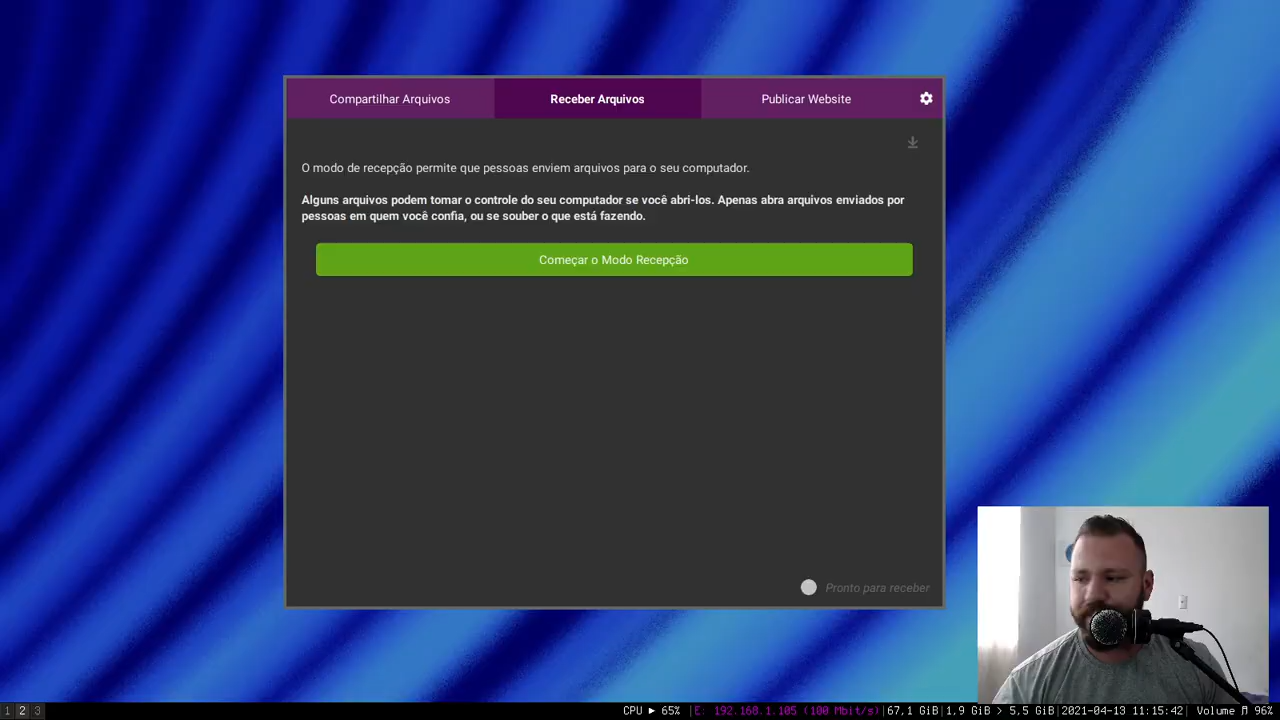 Compartilhar Arquivos
Receber Arquivos
Publicar Website
O modo de recepção permite que pessoas enviem arquivos para o seu computador.
Alguns arquivos podem tomar o controle do seu computador se você abri-los. Apenas abra arquivos enviados por
pessoas em quem você confia, ou se souber o que está fazendo.
Começar o Modo Recepção
Pronto para receber
1 2 3
CPU ► 65% |E: 192.168.1.105 (100 Mbit/s)|67,1 GiB|1,9 GiB > 5,5 GiB|2021-04-13 11:15:42|Volume ♬ 96%